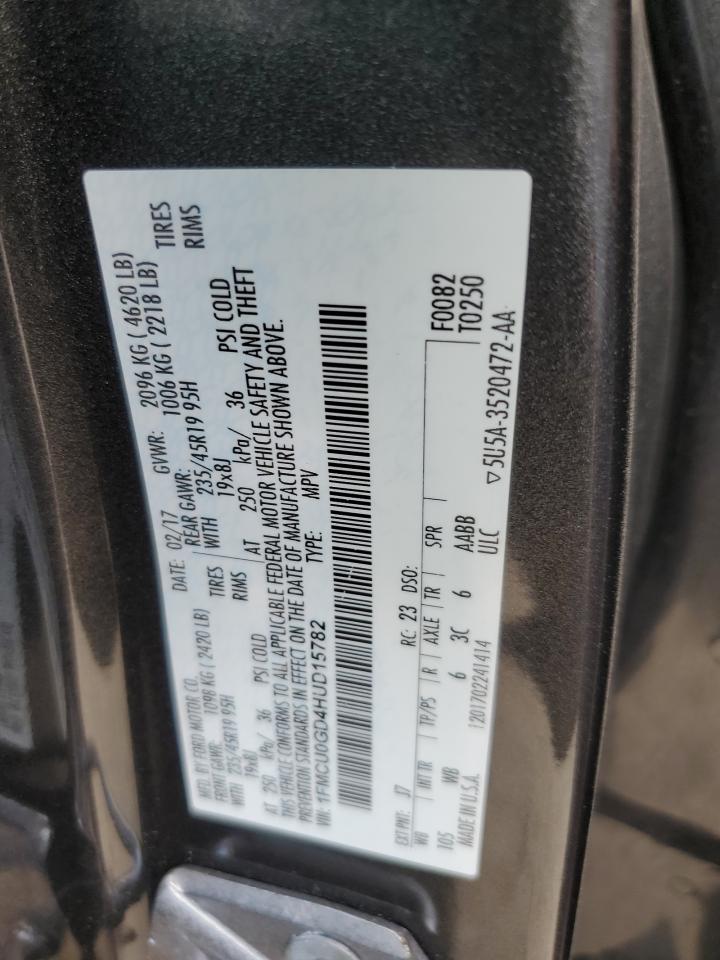 MFD. BY FORD MOTOR CO.
DATE: 02/17 GVWR: 2096 KG ( 4620 LB)
FRONT GAWR: 1098 KG ( 2420 LB)
REAR GAWR: 1006 KG ( 2218 LB)
WITH 235/45R19 95H TIRES
WITH 235/45R19 95H TIRES
19x8J RIMS
19x8J RIMS
AT 250 kPa/ 36 PSI COLD
AT 250 kPa/ 36 PSI COLD
THIS VEHICLE CONFORMS TO ALL APPLICABLE FEDERAL MOTOR VEHICLE SAFETY AND THEFT
PREVENTION STANDARDS IN EFFECT ON THE DATE OF MANUFACTURE SHOWN ABOVE.
VIN: 1FMCU0GD4HUD15782 TYPE: MPV
EXT PNT: J7 RC: 23 DSO: F0082
T0250
WB INT TR TP/PS R AXLE TR SPR
105 WB 6 3C 6 AABB
MADE IN U.S.A. 1201702241414 ULC ▽5U5A-3520472-AA